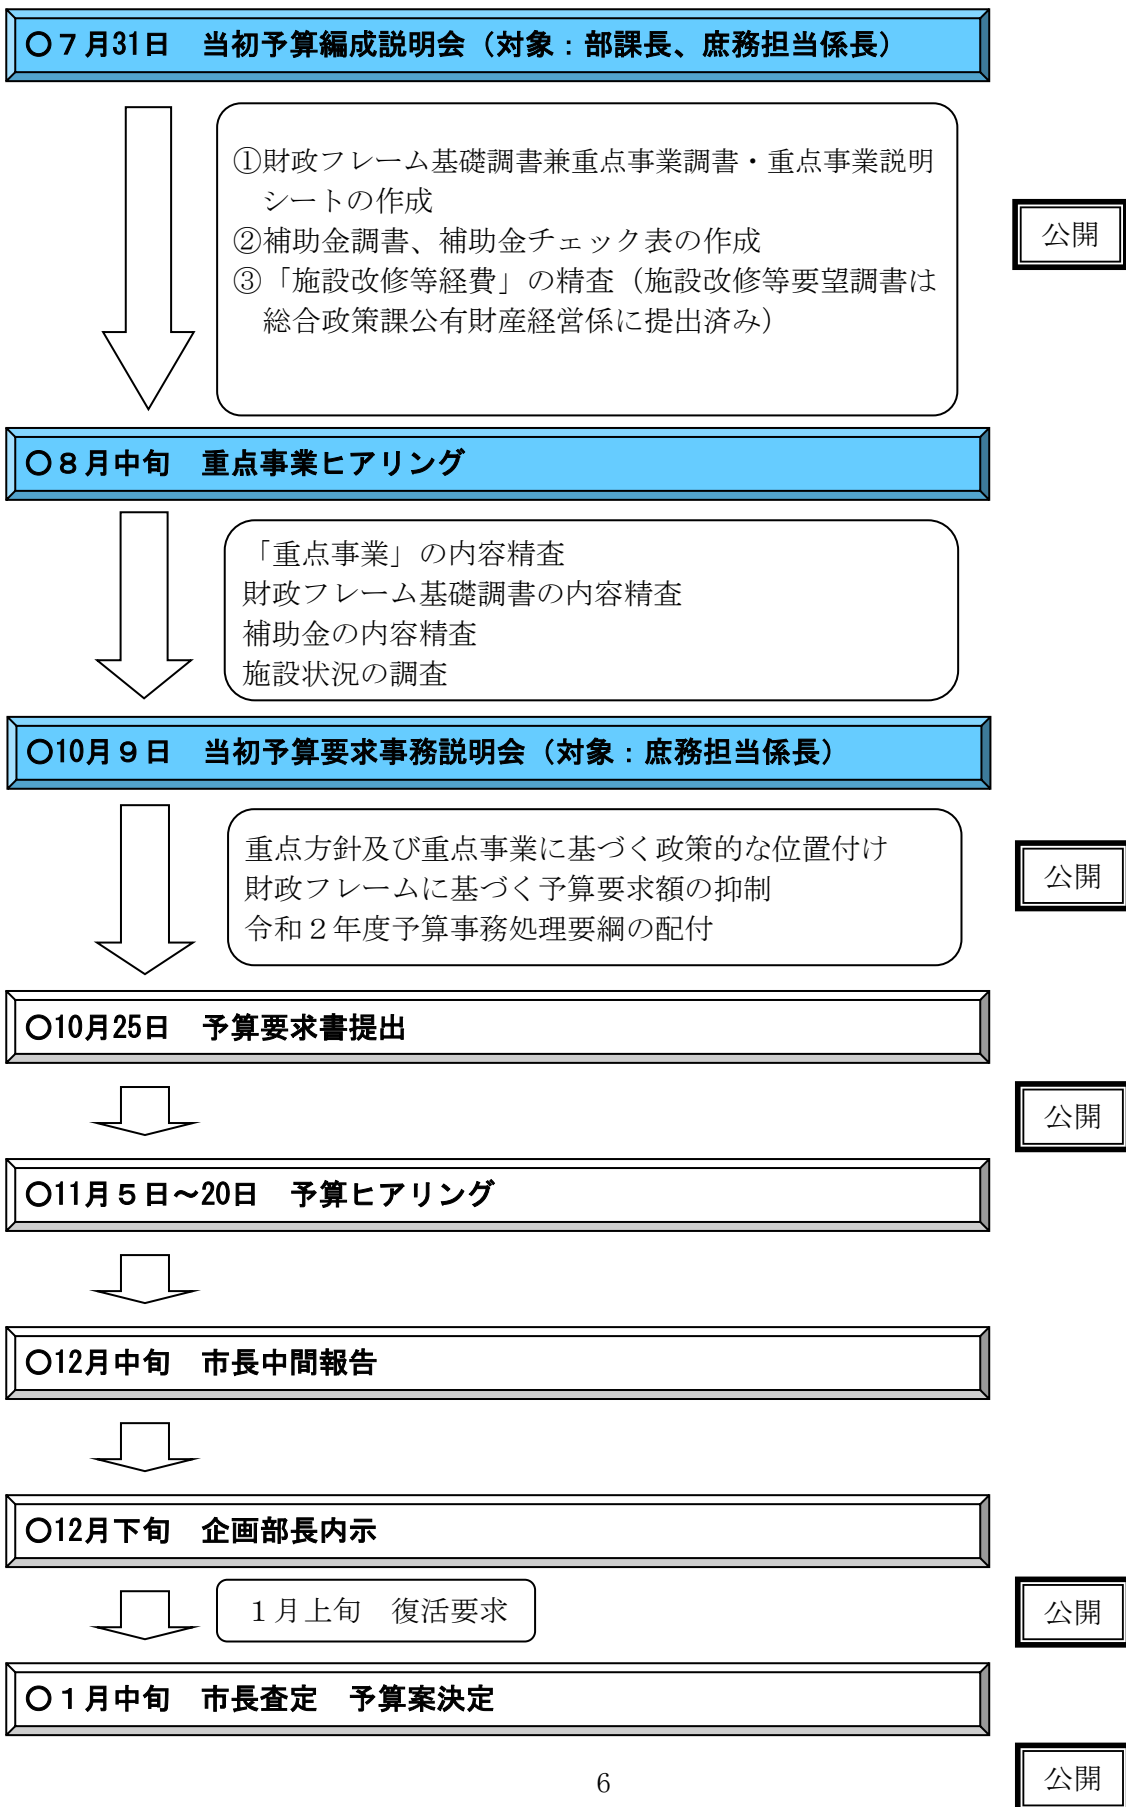 〇７月31日　当初予算編成説明会（対象：部課長、庶務担当係長）
①財政フレーム基礎調書兼重点事業調書・重点事業説明
シートの作成
②補助金調書、補助金チェック表の作成
③「施設改修等経費」の精査（施設改修等要望調書は
総合政策課公有財産経営係に提出済み）
公開
〇８月中旬　重点事業ヒアリング
「重点事業」の内容精査
財政フレーム基礎調書の内容精査
補助金の内容精査
施設状況の調査
〇10月９日　当初予算要求事務説明会（対象：庶務担当係長）
重点方針及び重点事業に基づく政策的な位置付け
財政フレームに基づく予算要求額の抑制
令和２年度予算事務処理要綱の配付
公開
〇10月25日　予算要求書提出
公開
〇11月５日～20日　予算ヒアリング
〇12月中旬　市長中間報告
〇12月下旬　企画部長内示
１月上旬　復活要求
公開
〇１月中旬　市長査定　予算案決定
公開
6